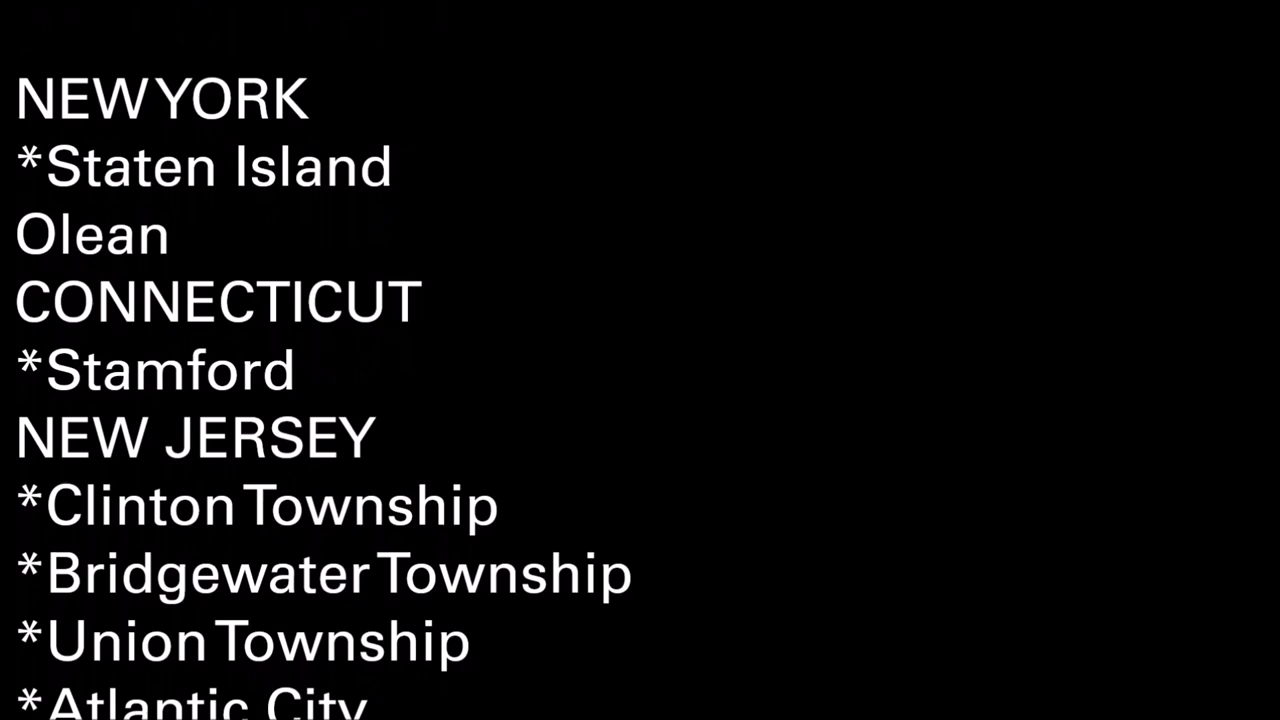 NEW YORK
*Staten Island
Olean
CONNECTICUT
*Stamford
NEW JERSEY
*Clinton Township
*Bridgewater Township
*Union Township
*Atlantic City